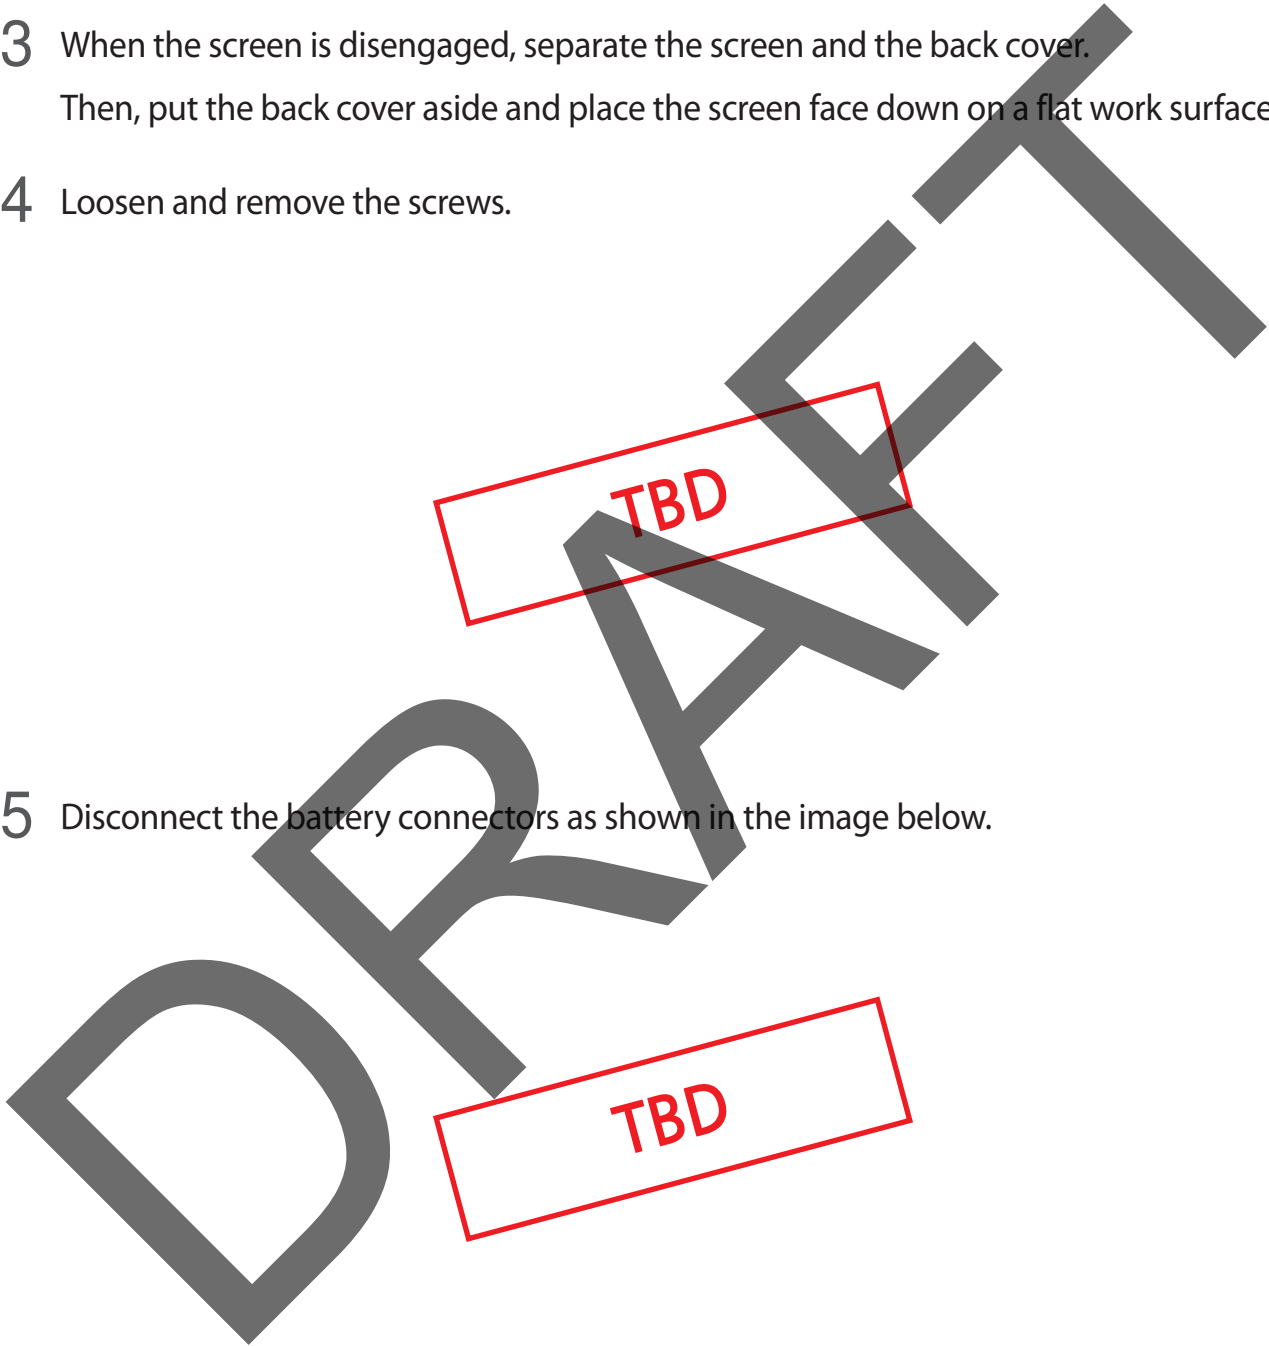 3 When the screen is disengaged, separate the screen and the back cover.
Then, put the back cover aside and place the screen face down on a flat work surface
4 Loosen and remove the screws.
TBD
5 Disconnect the battery connectors as shown in the image below.
TBD
DRAFT